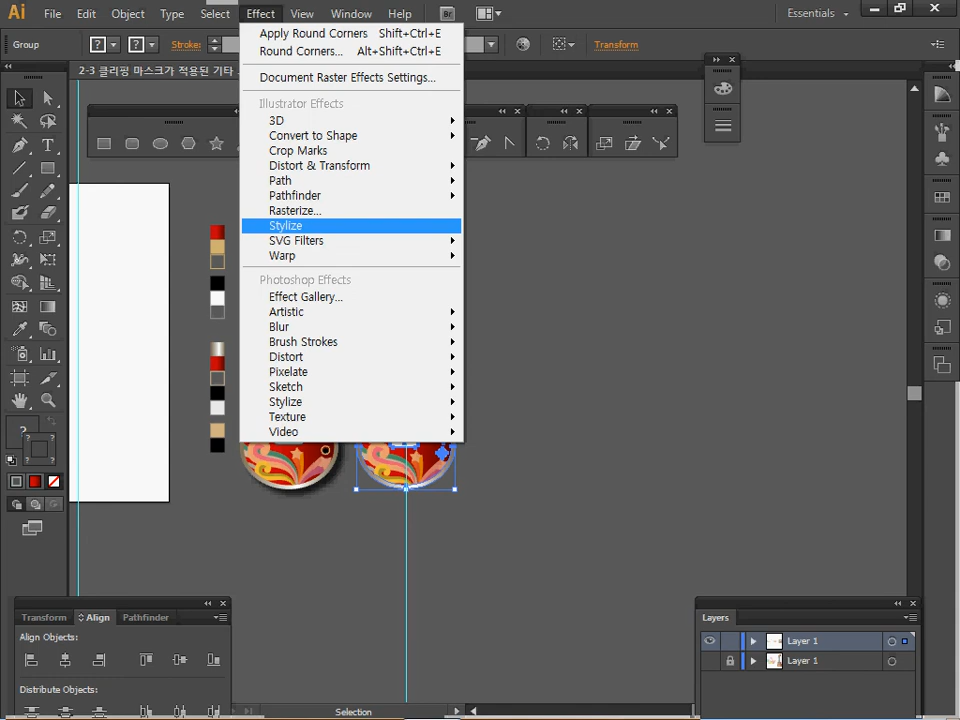 Ai File Edit Object Type Select Effect View Window Help Br Essentials
Group ? ? Stroke: Transform
2-3 클리핑 마스크가 적용된 기타
Apply Round Corners Shift+Ctrl+E
Round Corners... Alt+Shift+Ctrl+E
Document Raster Effects Settings...
Illustrator Effects
3D
Convert to Shape
Crop Marks
Distort & Transform
Path
Pathfinder
Rasterize...
Stylize
SVG Filters
Warp
Photoshop Effects
Effect Gallery...
Artistic
Blur
Brush Strokes
Distort
Pixelate
Sketch
Stylize
Texture
Video
?
Transform Align Pathfinder
Align Objects:
Distribute Objects:
Layers
Layer 1
Layer 1
Selection